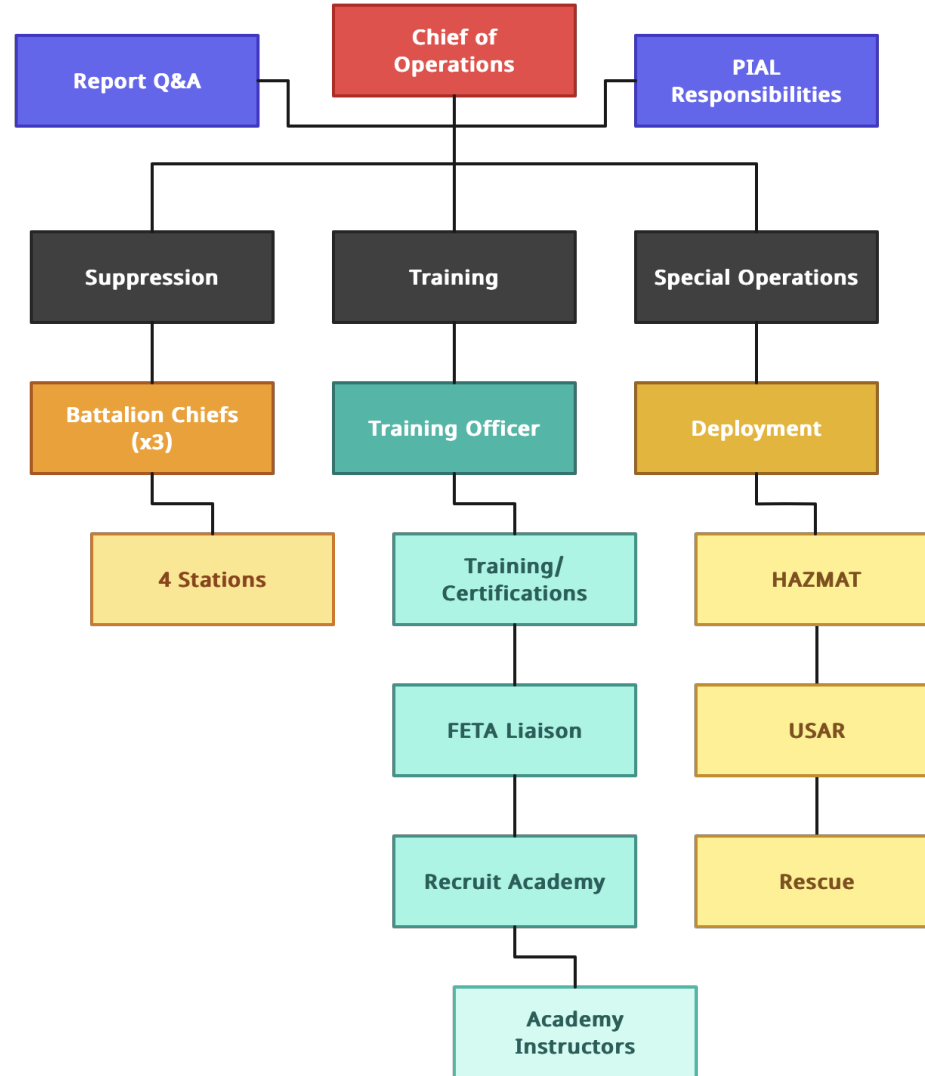 Chief of
Operations
Report Q&A
PIAL
Responsibilities
Suppression
Training
Special Operations
Battalion Chiefs
(x3)
Training Officer
Deployment
4 Stations
Training/
Certifications
HAZMAT
FETA Liaison
USAR
Recruit Academy
Rescue
Academy
Instructors